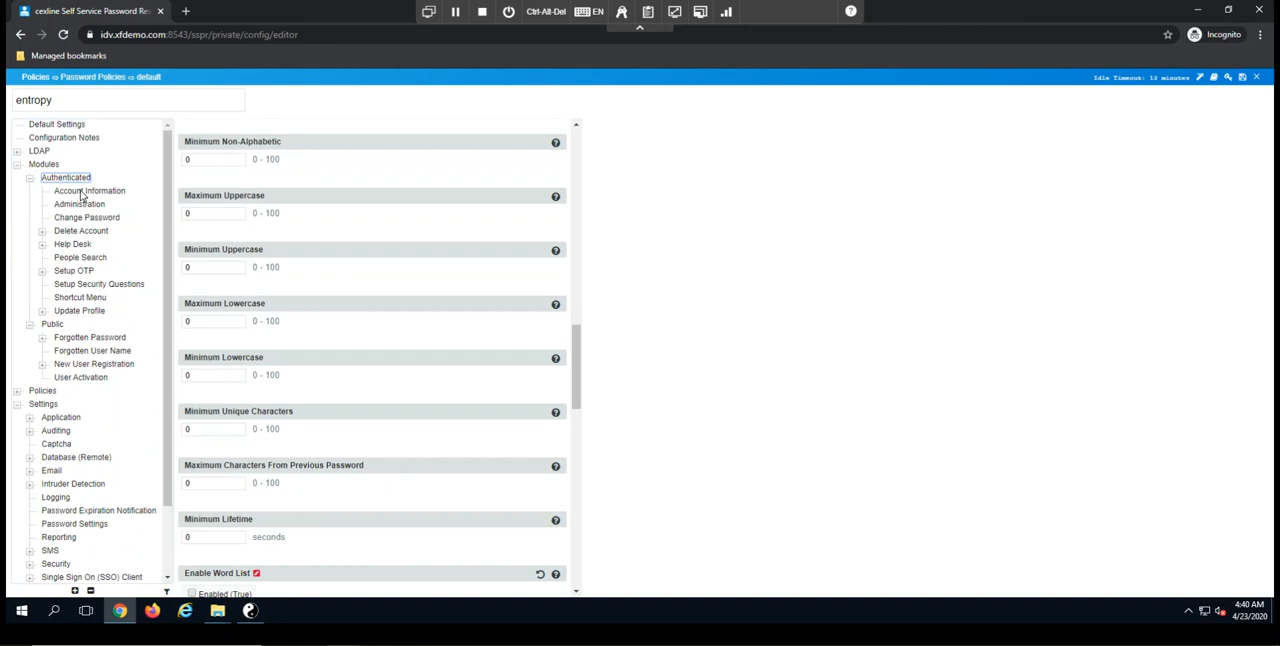 cexline Self Service Password Re
Ctrl-Alt-Del
EN
idv.xfdemo.com:8543/sspr/private/config/editor
Incognito
Managed bookmarks
Policies ⇨ Password Policies ⇨ default
Idle Timeout: 13 minutes
entropy
Default Settings
Configuration Notes
LDAP
Modules
Authenticated
Account Information
Administration
Change Password
Delete Account
Help Desk
People Search
Setup OTP
Setup Security Questions
Shortcut Menu
Update Profile
Public
Forgotten Password
Forgotten User Name
New User Registration
User Activation
Policies
Settings
Application
Auditing
Captcha
Database (Remote)
Email
Intruder Detection
Logging
Password Expiration Notification
Password Settings
Reporting
SMS
Security
Single Sign On (SSO) Client
Minimum Non-Alphabetic
0 0 - 100
Maximum Uppercase
0 0 - 100
Minimum Uppercase
0 0 - 100
Maximum Lowercase
0 0 - 100
Minimum Lowercase
0 0 - 100
Minimum Unique Characters
0 0 - 100
Maximum Characters From Previous Password
0 0 - 100
Minimum Lifetime
0 seconds
Enable Word List
Enabled (True)
4:40 AM
4/23/2020